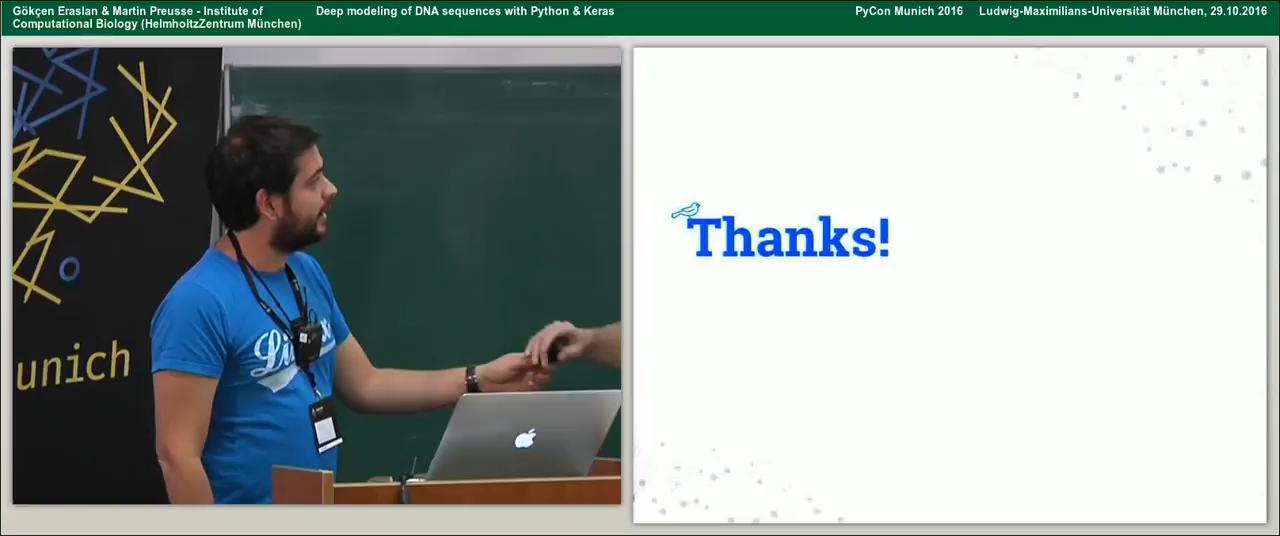 Gökçen Eraslan & Martin Preusse - Institute of
Computational Biology (HelmholtzZentrum München)
Deep modeling of DNA sequences with Python & Keras
PyCon Munich 2016
Ludwig-Maximilians-Universität München, 29.10.2016
Thanks!
unich